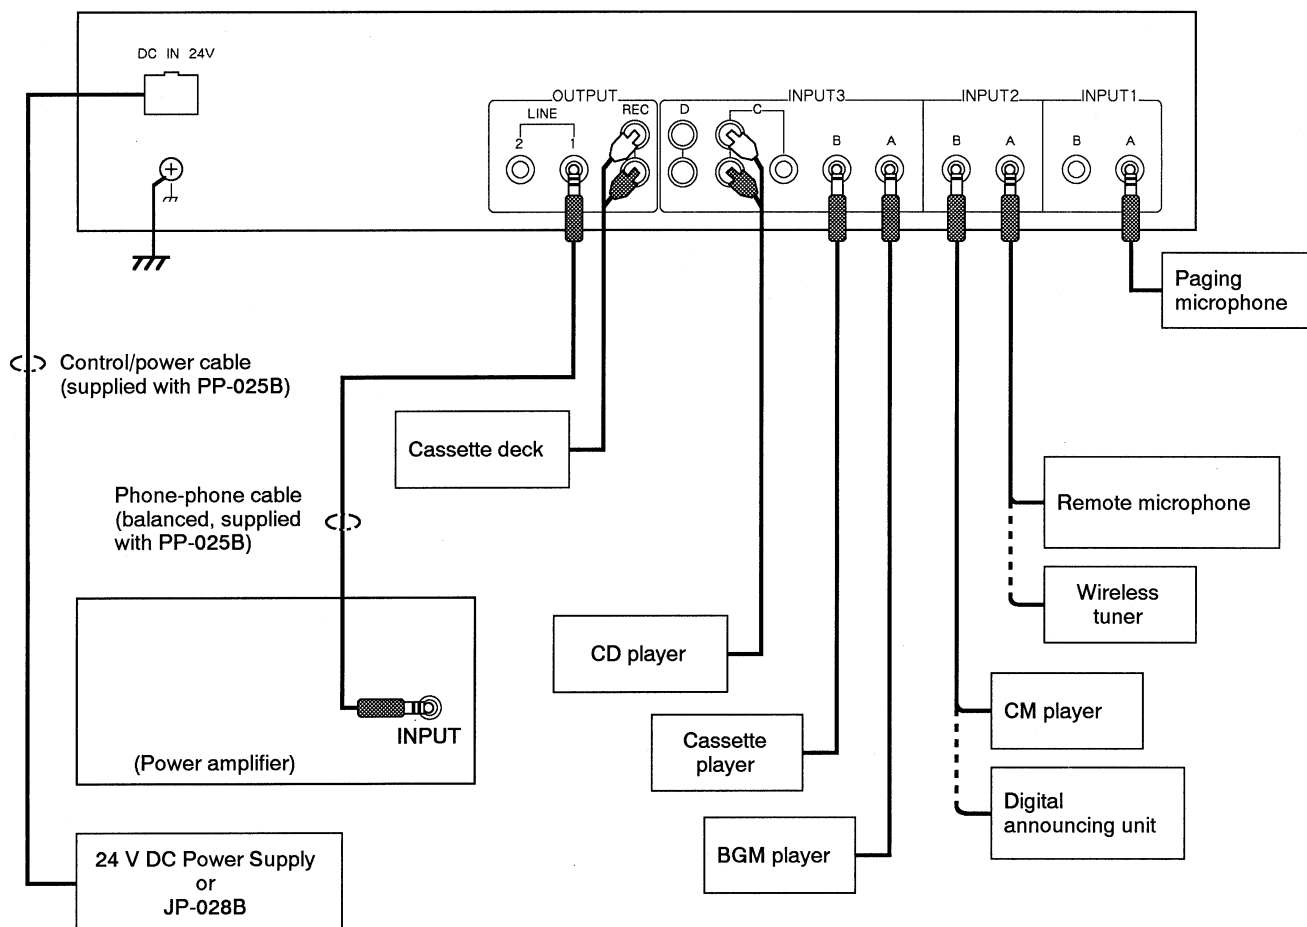 DC IN 24V
OUTPUT
INPUT3
INPUT2
INPUT1
LINE
REC
D
C
2
1
B
A
B
A
B
A
Paging
microphone
Control/power cable
(supplied with PP-025B)
Cassette deck
Phone-phone cable
(balanced, supplied
with PP-025B)
Remote microphone
Wireless
tuner
CD player
CM player
INPUT
(Power amplifier)
Cassette
player
Digital
announcing unit
BGM player
24 V DC Power Supply
or
JP-028B